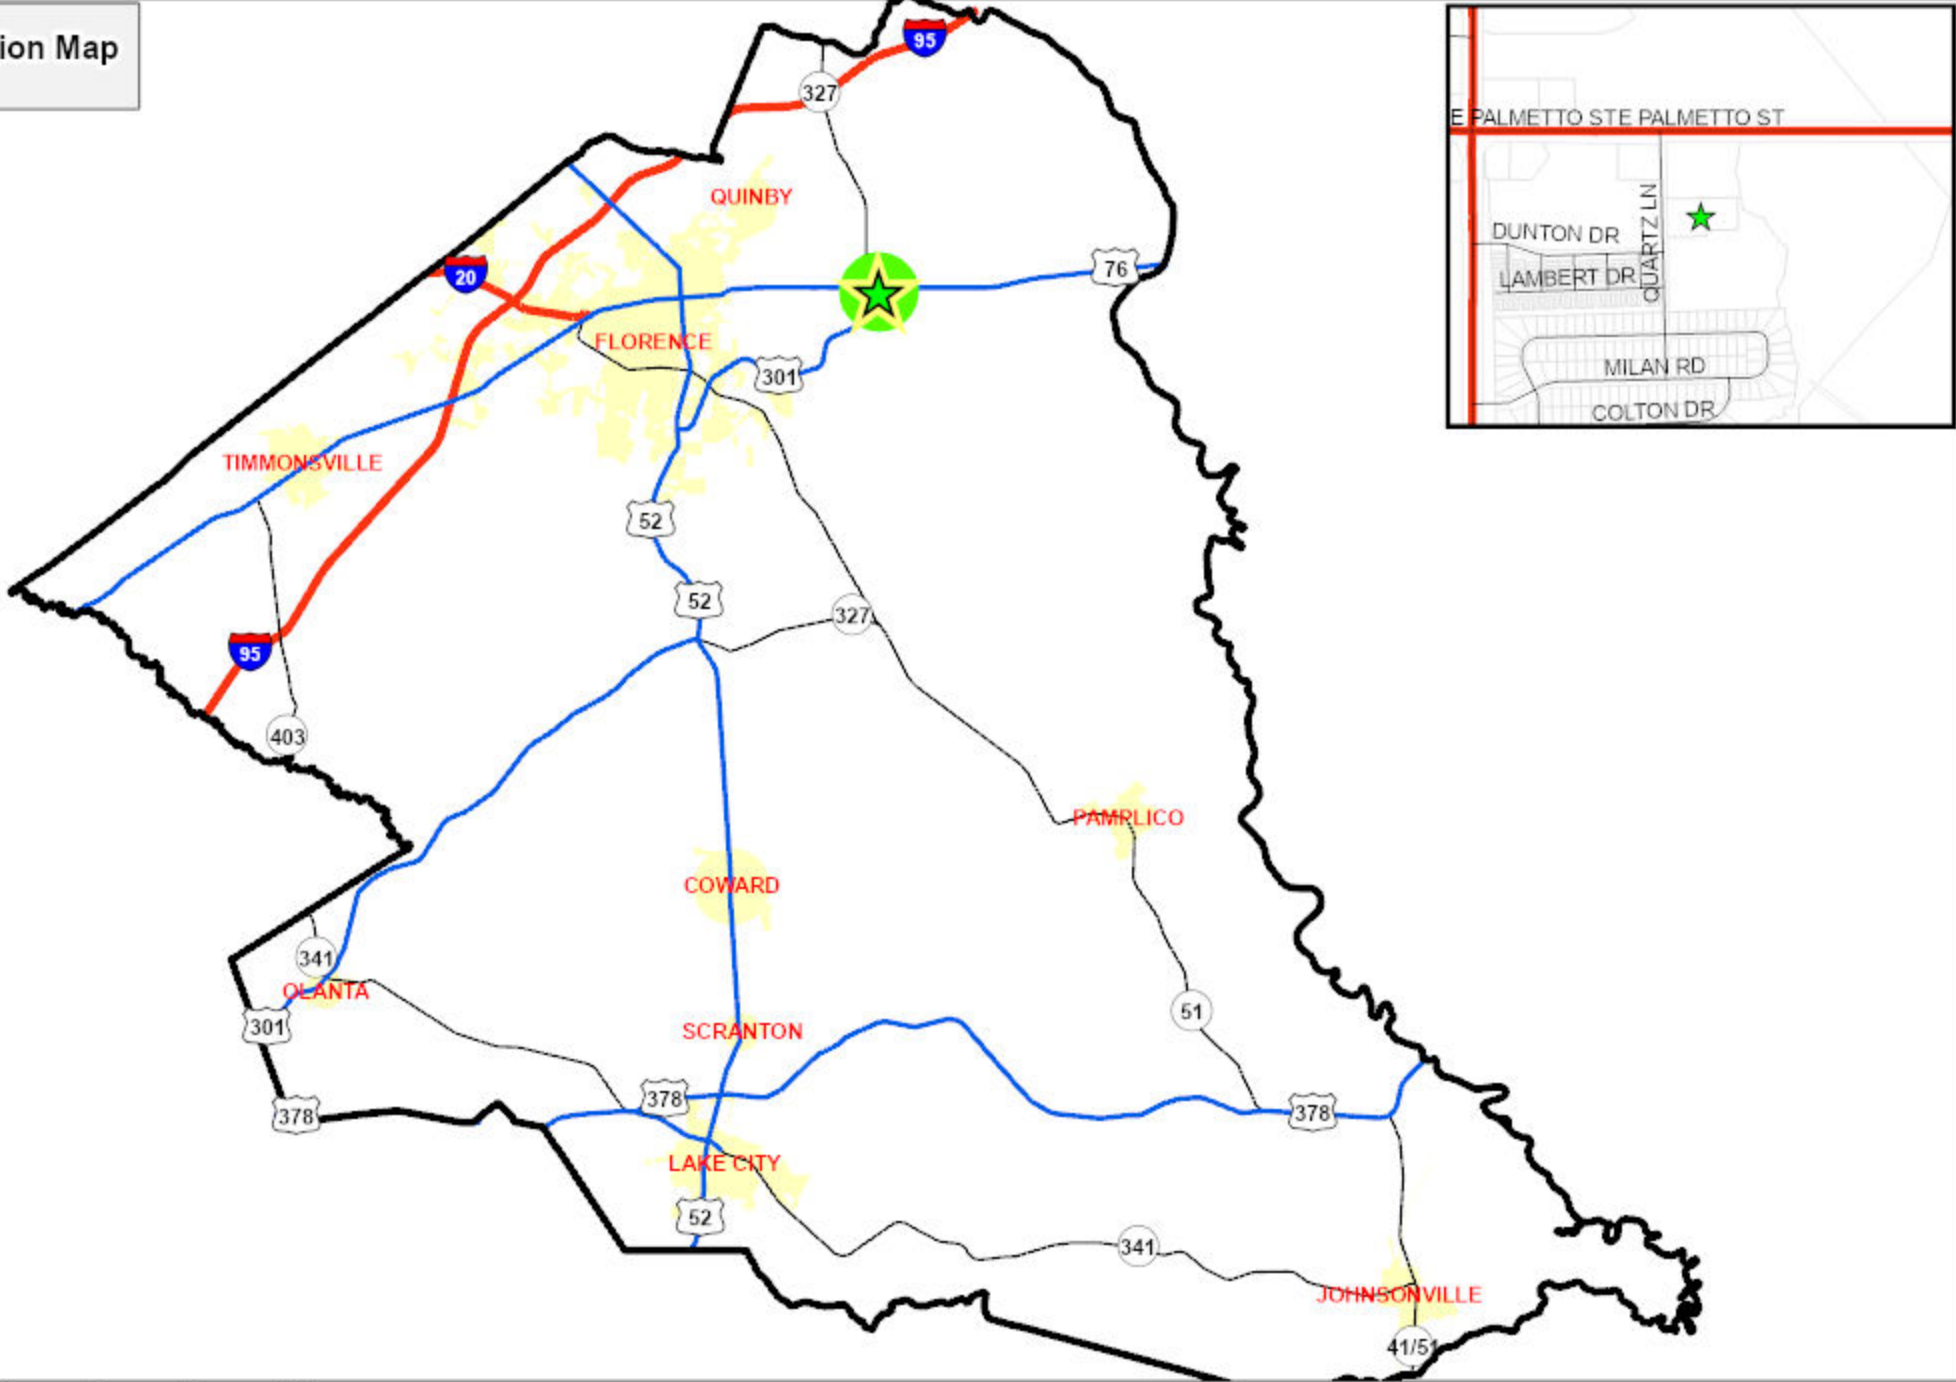 ion Map
95
327
E PALMETTO STE PALMETTO ST
QUINBY
QUARTZ LN
DUNTON DR
LAMBERT DR
20
76
FLORENCE
MILAN RD
301
COLTON DR
TIMMONSVILLE
52
52
327
95
403
PAMPLICO
COWARD
341
OLANTA
301
51
SCRANTON
378
378
378
LAKE CITY
52
341
JOHNSONVILLE
41/51